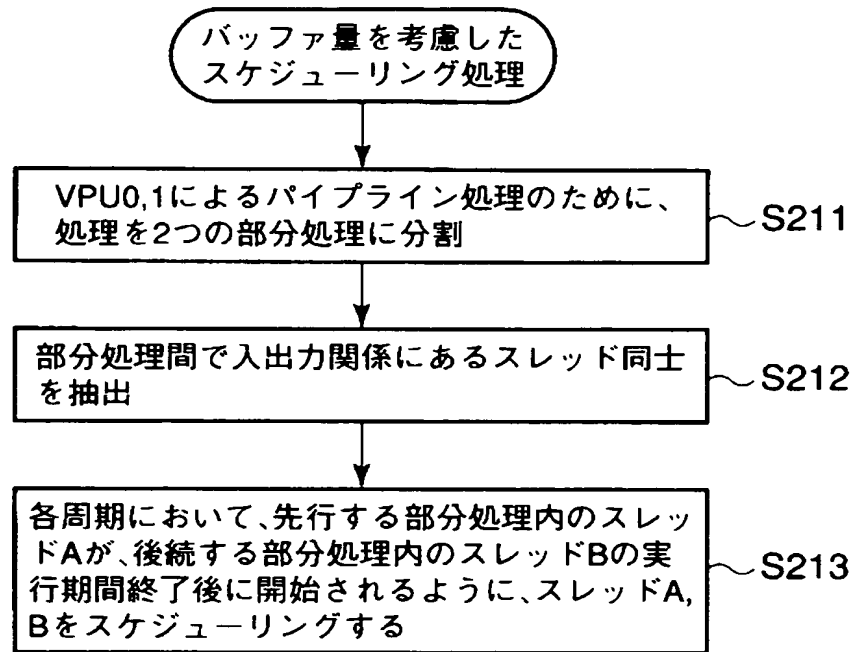 バッファ量を考慮した
スケジューリング処理
VPU0,1によるパイプライン処理のために、
処理を2つの部分処理に分割
S211
部分処理間で入出力関係にあるスレッド同士
を抽出
S212
各周期において、先行する部分処理内のスレッ
ドAが、後続する部分処理内のスレッドBの実
行期間終了後に開始されるように、スレッドA,
Bをスケジューリングする
S213